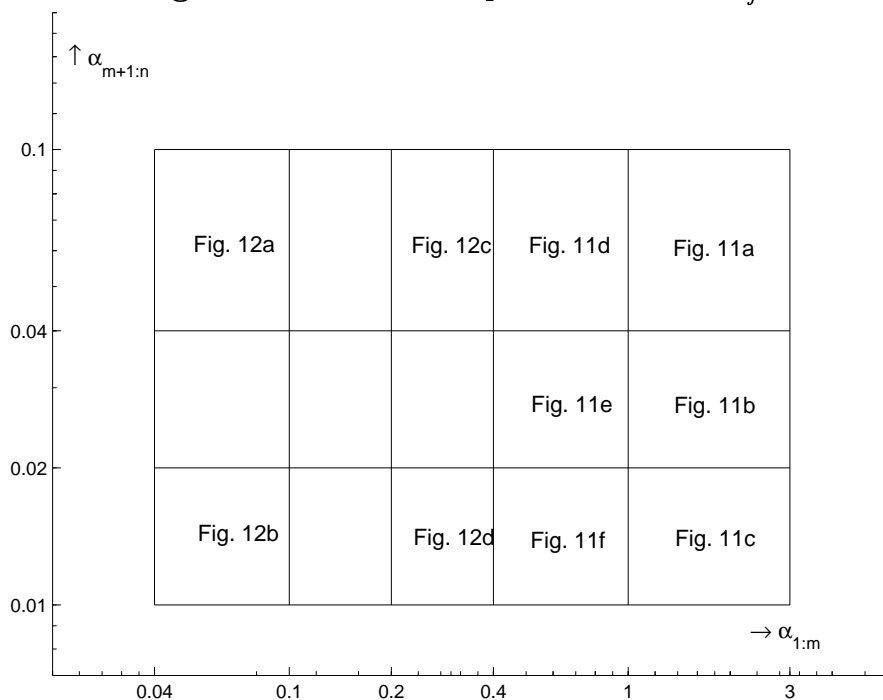 ↑ α m+1:n
0.1
Fig. 12a
Fig. 12c
Fig. 11d
Fig. 11a
0.04
Fig. 11e
Fig. 11b
0.02
Fig. 12b
Fig. 12d
Fig. 11f
Fig. 11c
0.01
→ α 1:m
0.04 0.1 0.2 0.4 1 3